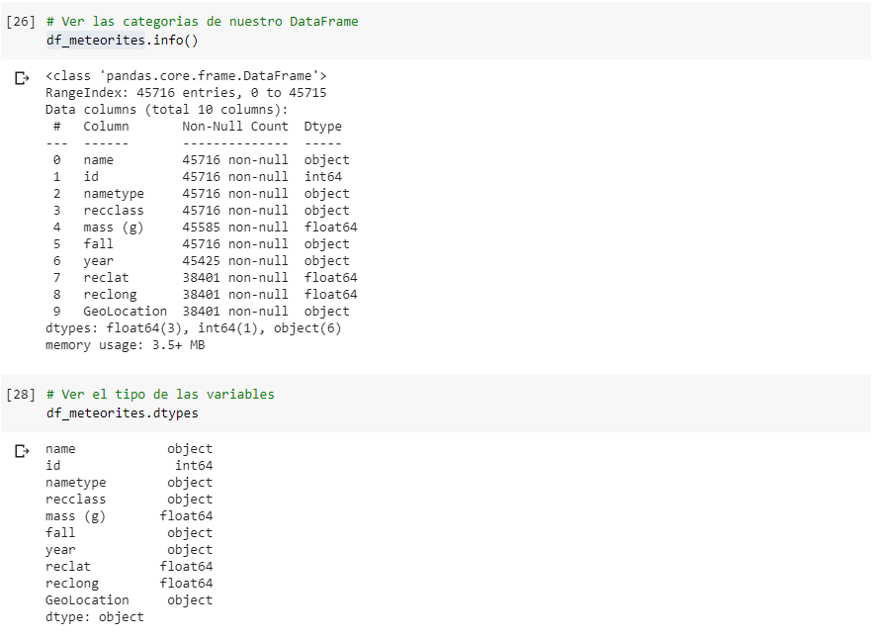 [26] # Ver las categorias de nuestro DataFrame
df_meteorites.info()
<class 'pandas.core.frame.DataFrame'>
RangeIndex: 45716 entries, 0 to 45715
Data columns (total 10 columns):
 #   Column       Non-Null Count  Dtype
---  ------       --------------  -----
 0   name         45716 non-null  object
 1   id           45716 non-null  int64
 2   nametype     45716 non-null  object
 3   recclass     45716 non-null  object
 4   mass (g)     45585 non-null  float64
 5   fall         45716 non-null  object
 6   year         45425 non-null  object
 7   reclat       38401 non-null  float64
 8   reclong      38401 non-null  float64
 9   GeoLocation  38401 non-null  object
dtypes: float64(3), int64(1), object(6)
memory usage: 3.5+ MB
[28] # Ver el tipo de las variables
df_meteorites.dtypes
name            object
id               int64
nametype        object
recclass        object
mass (g)       float64
fall            object
year            object
reclat         float64
reclong        float64
GeoLocation     object
dtype: object